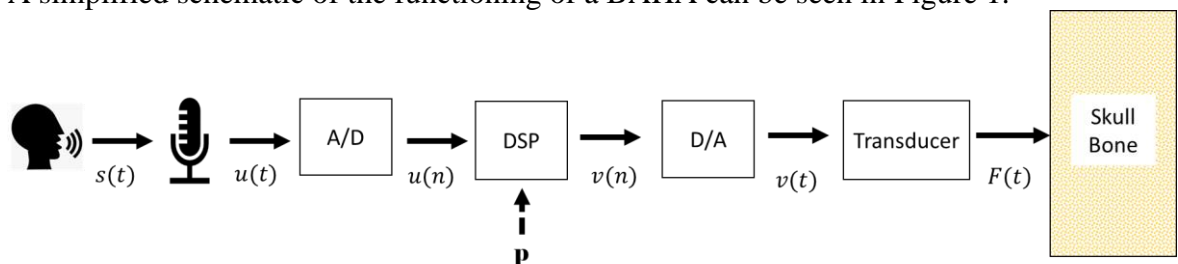 A simplified schematic of the functioning of a BAHA can be seen in Figure 1.
s(t)
u(t)
A/D
u(n)
DSP
p
v(n)
D/A
v(t)
Transducer
F(t)
Skull
Bone